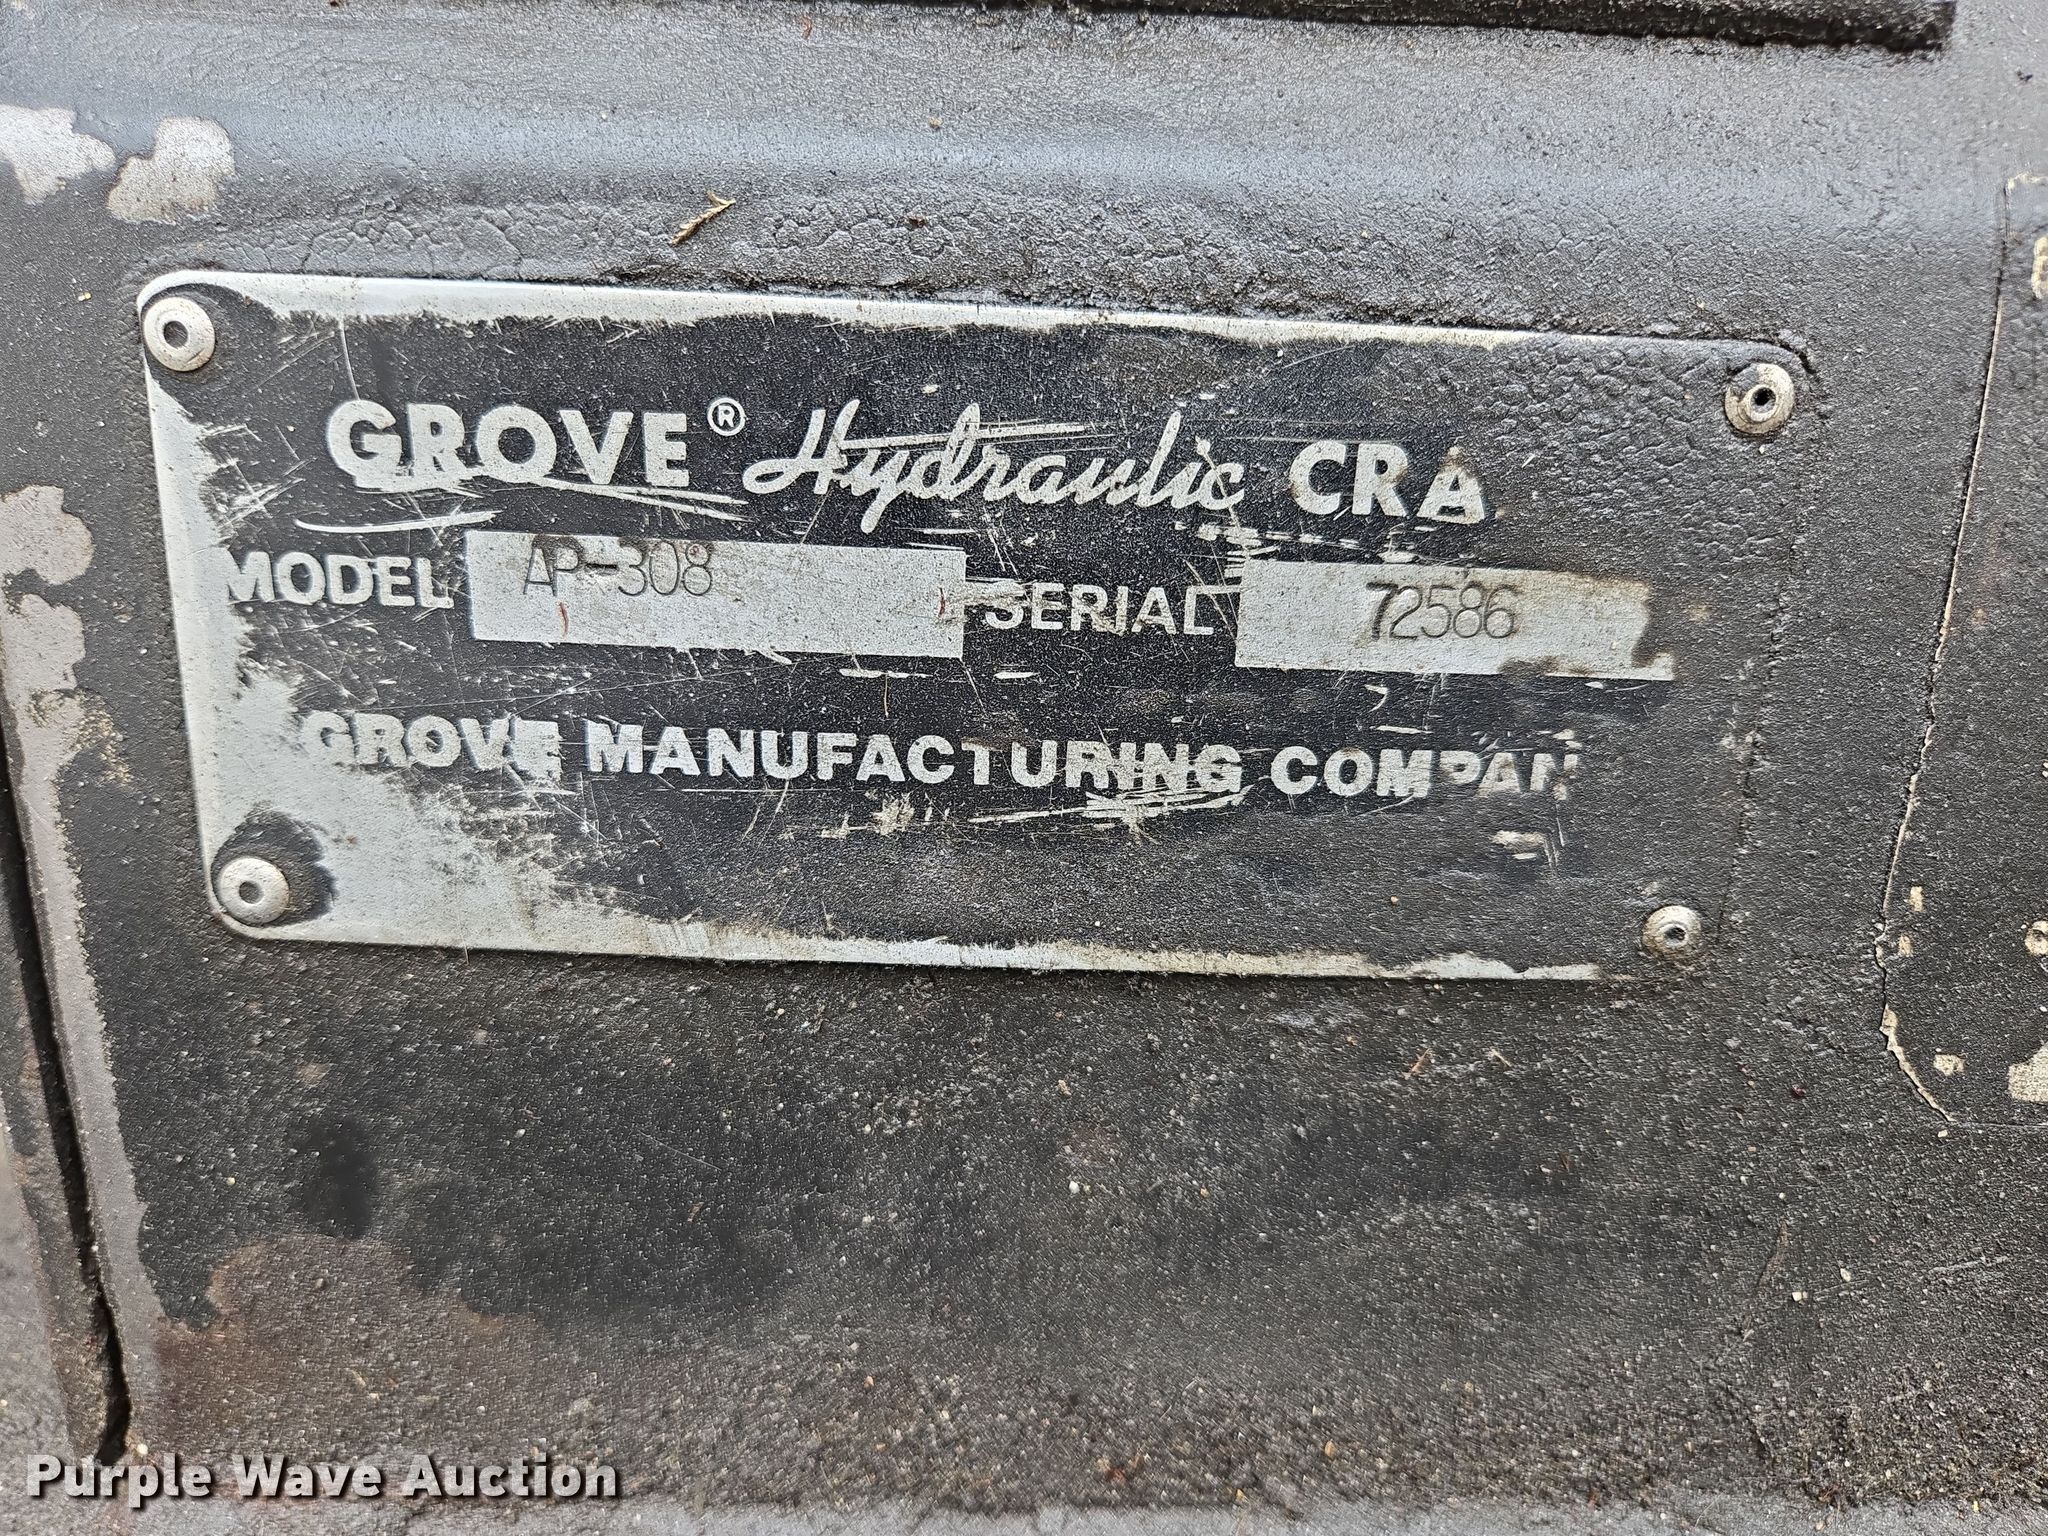 GROVE® Hydraulic CRA
MODEL AP-308 SERIAL 72586
GROVE MANUFACTURING COMPAN
Purple Wave Auction